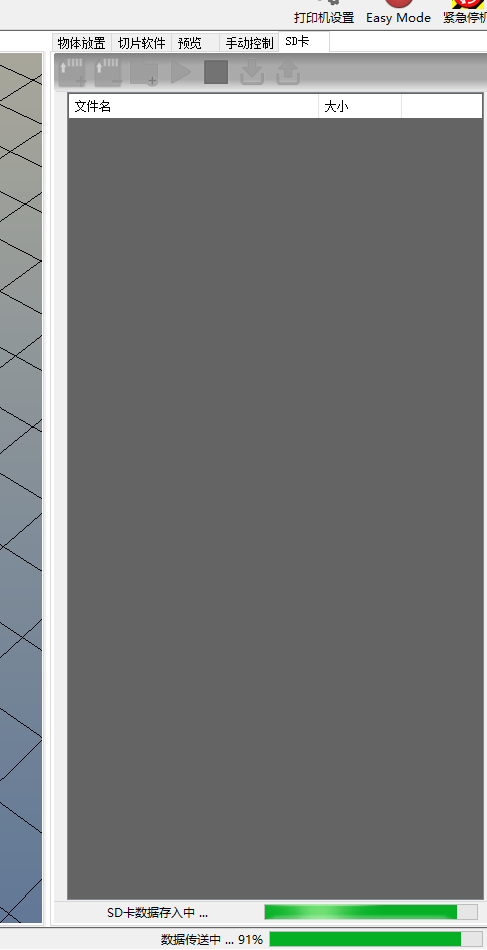 打印机设置 Easy Mode 紧急停机
物体放置 切片软件 预览 手动控制 SD卡
文件名 大小
SD卡数据存入中 ...
数据传送中 ... 91%